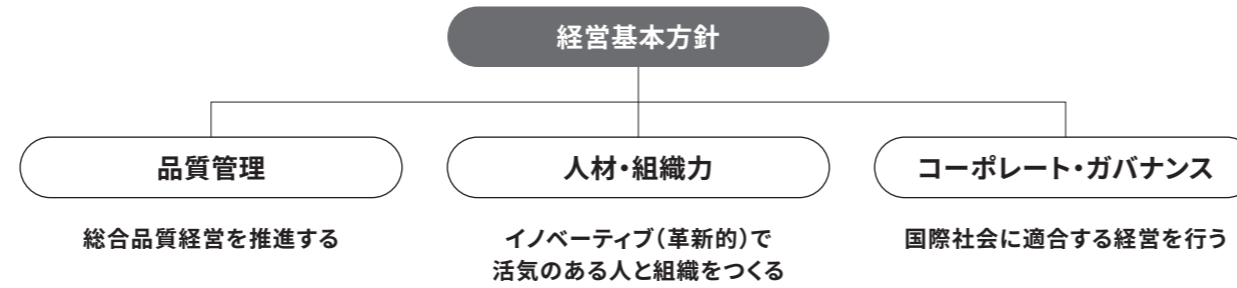 経営基本方針
品質管理
人材・組織力
コーポレート・ガバナンス
総合品質経営を推進する
イノベーティブ（革新的）で
活気のある人と組織をつくる
国際社会に適合する経営を行う